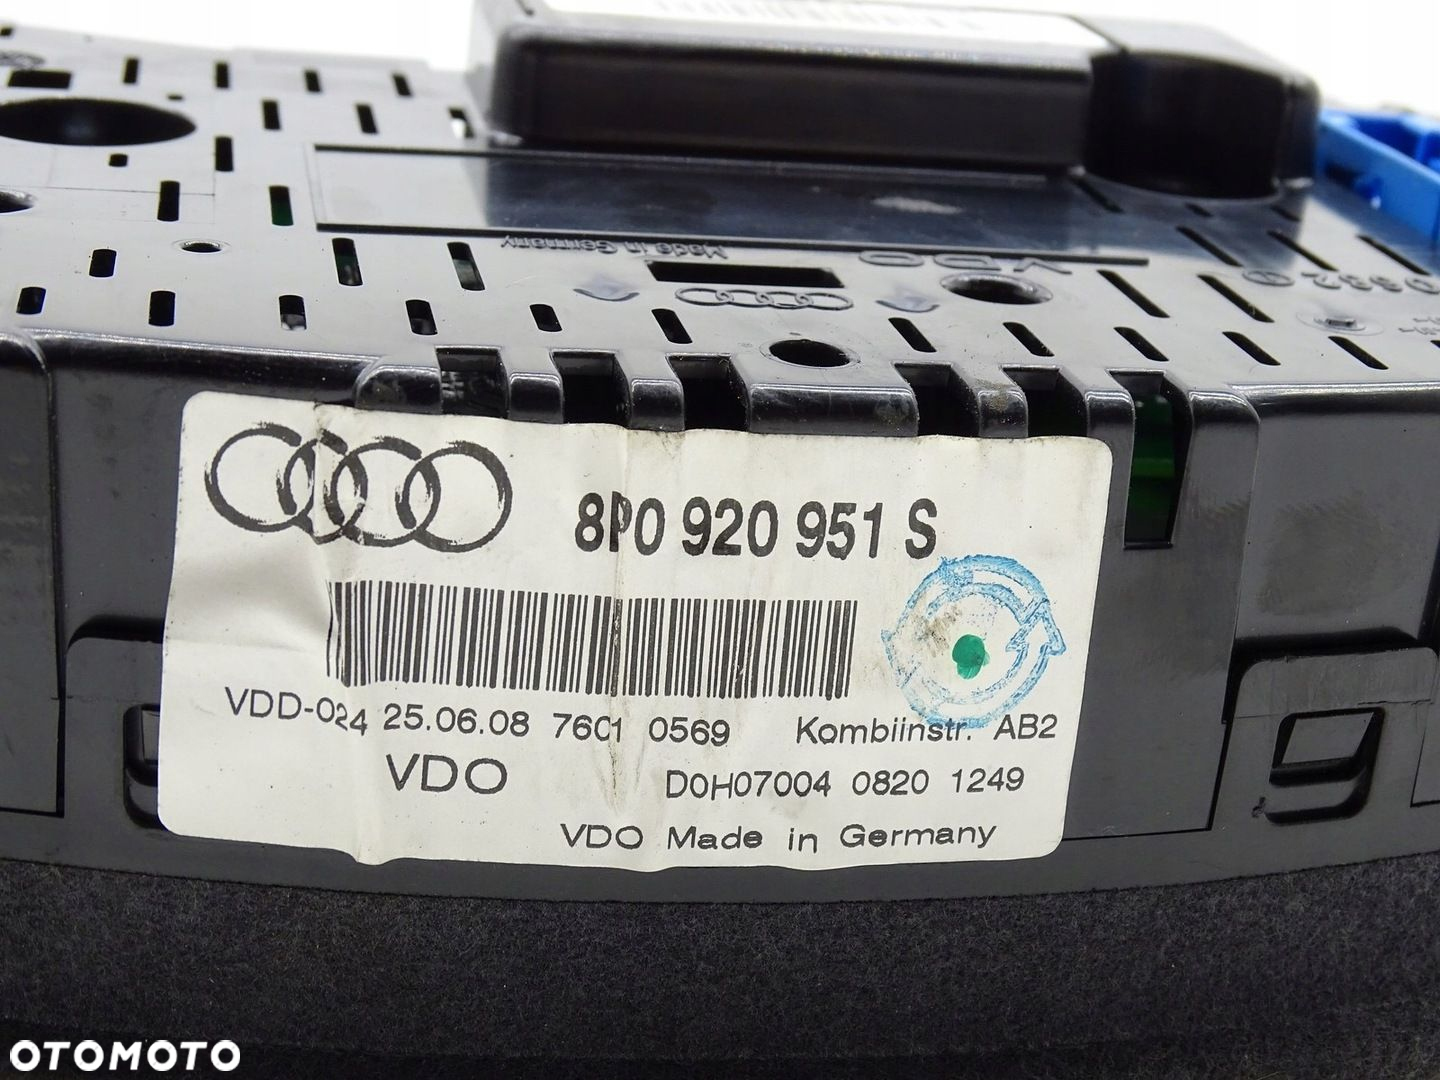 Made in Germany
VDO
8P0 920 951 S
VDD-024 25.06.08 7601 0569 Kombiinstr. AB2
VDO D0H07004 0820 1249
VDO Made in Germany
OTOMOTO